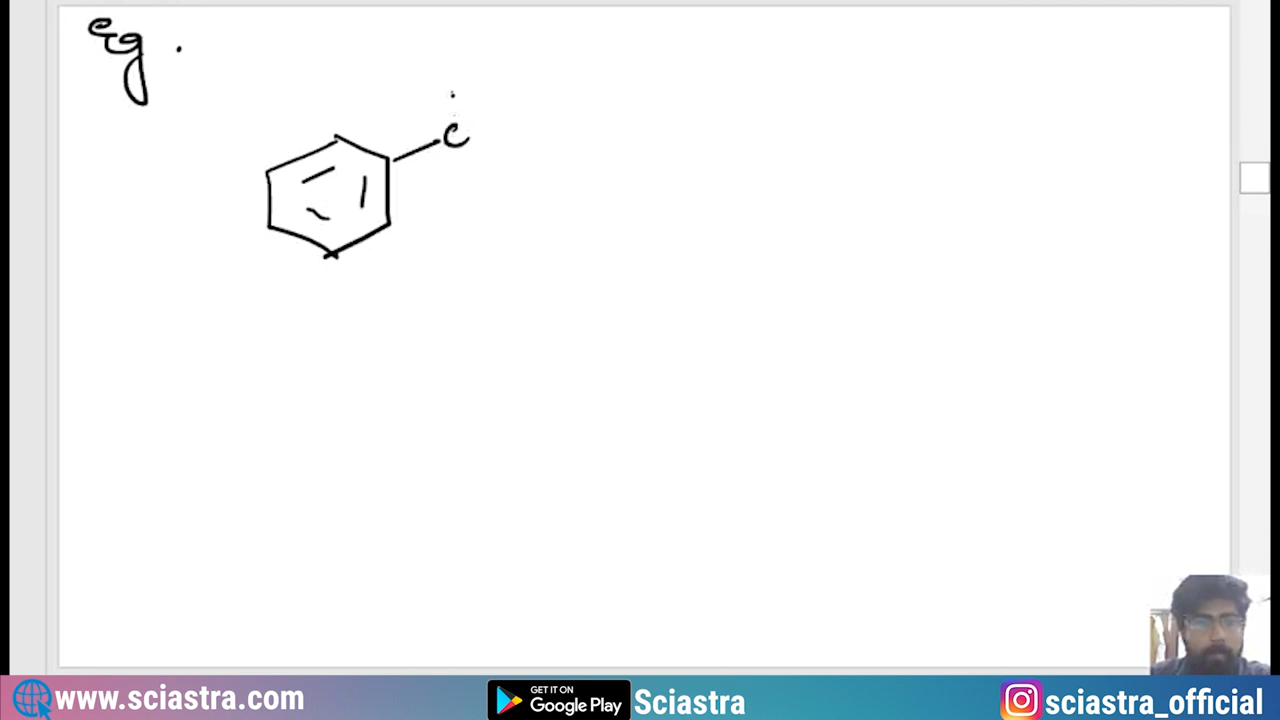 Eg.
C
www.sciastra.com
GET IT ON
Google Play
Sciastra
sciastra_official